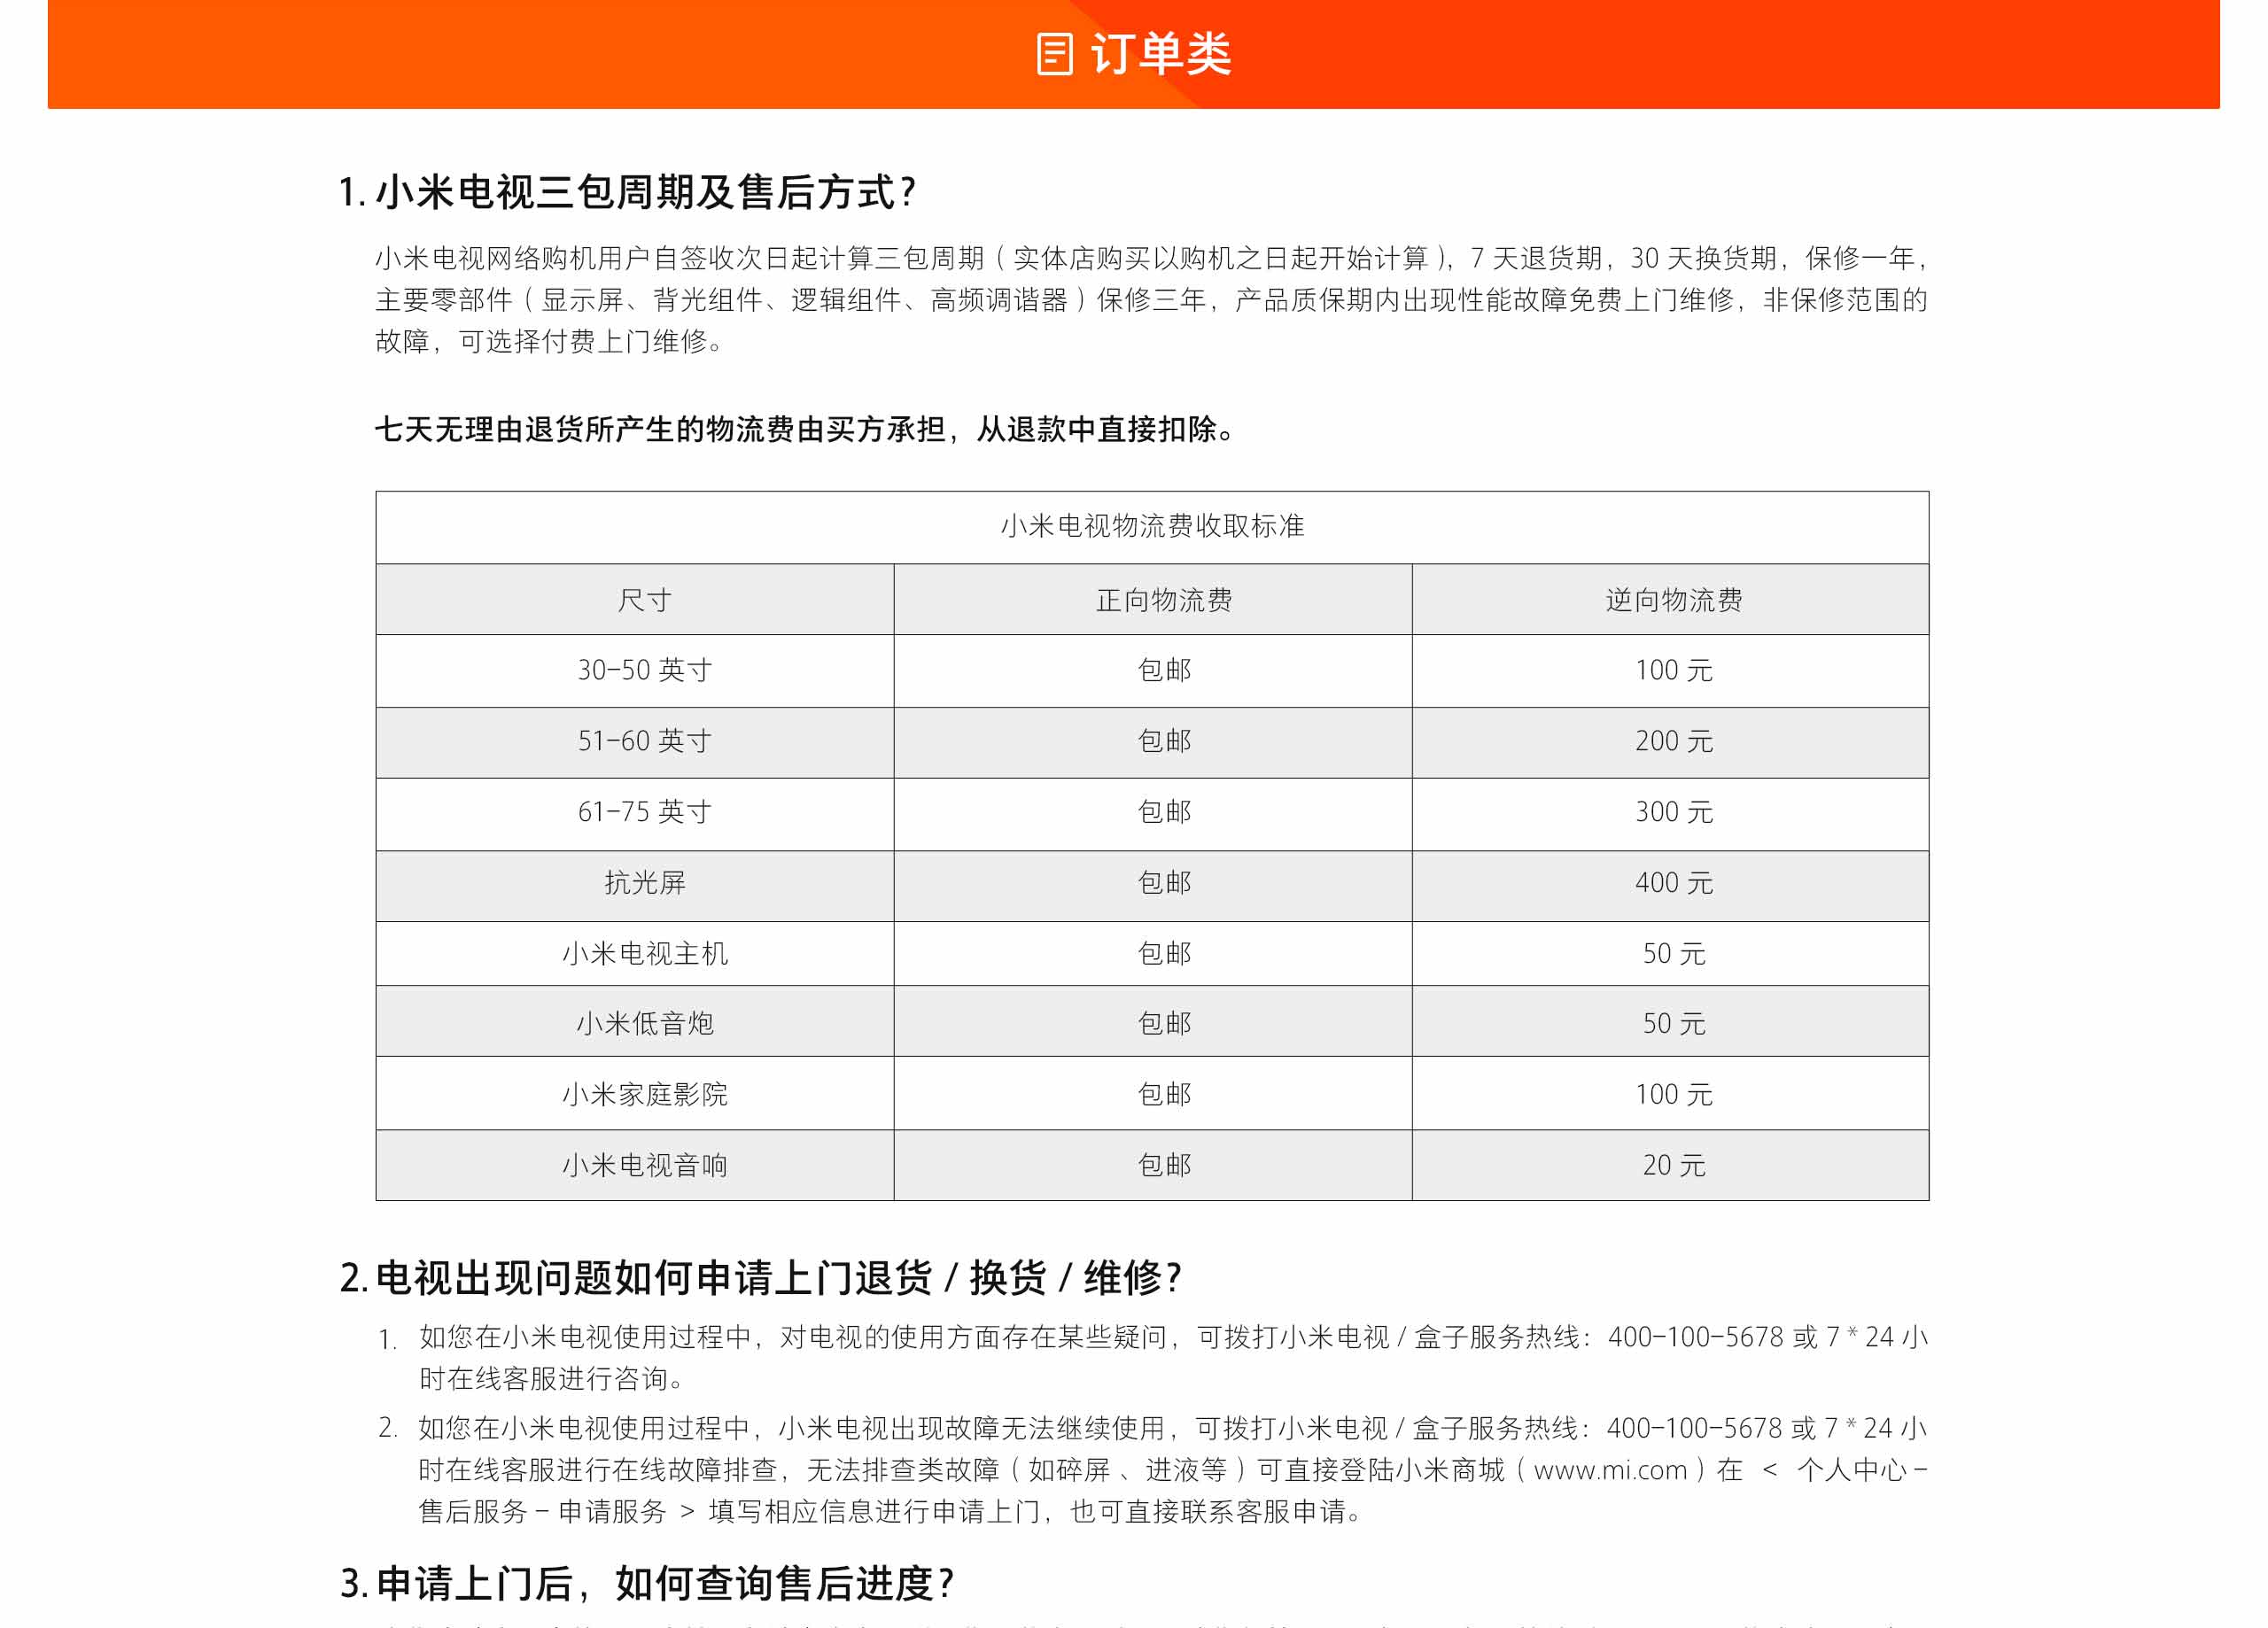 订单类
1. 小米电视三包周期及售后方式?
小米电视网络购机用户自签收次日起计算三包周期（实体店购买以购机之日起开始计算），7 天退货期，30 天换货期，保修一年，
主要零部件（显示屏、背光组件、逻辑组件、高频调谐器）保修三年，产品质保期内出现性能故障免费上门维修，非保修范围的
故障，可选择付费上门维修。
七天无理由退货所产生的物流费由买方承担，从退款中直接扣除。
小米电视物流费收取标准
尺寸 正向物流费 逆向物流费
30-50 英寸 包邮 100 元
51-60 英寸 包邮 200 元
61-75 英寸 包邮 300 元
抗光屏 包邮 400 元
小米电视主机 包邮 50 元
小米低音炮 包邮 50 元
小米家庭影院 包邮 100 元
小米电视音响 包邮 20 元
2. 电视出现问题如何申请上门退货 / 换货 / 维修?
1. 如您在小米电视使用过程中，对电视的使用方面存在某些疑问，可拨打小米电视 / 盒子服务热线：400-100-5678 或 7 * 24 小
时在线客服进行咨询。
2. 如您在小米电视使用过程中，小米电视出现故障无法继续使用，可拨打小米电视 / 盒子服务热线：400-100-5678 或 7 * 24 小
时在线客服进行在线故障排查，无法排查类故障（如碎屏 、进液等）可直接登陆小米商城（www.mi.com）在 < 个人中心 -
售后服务 - 申请服务 > 填写相应信息进行申请上门，也可直接联系客服申请。
3. 申请上门后，如何查询售后进度?